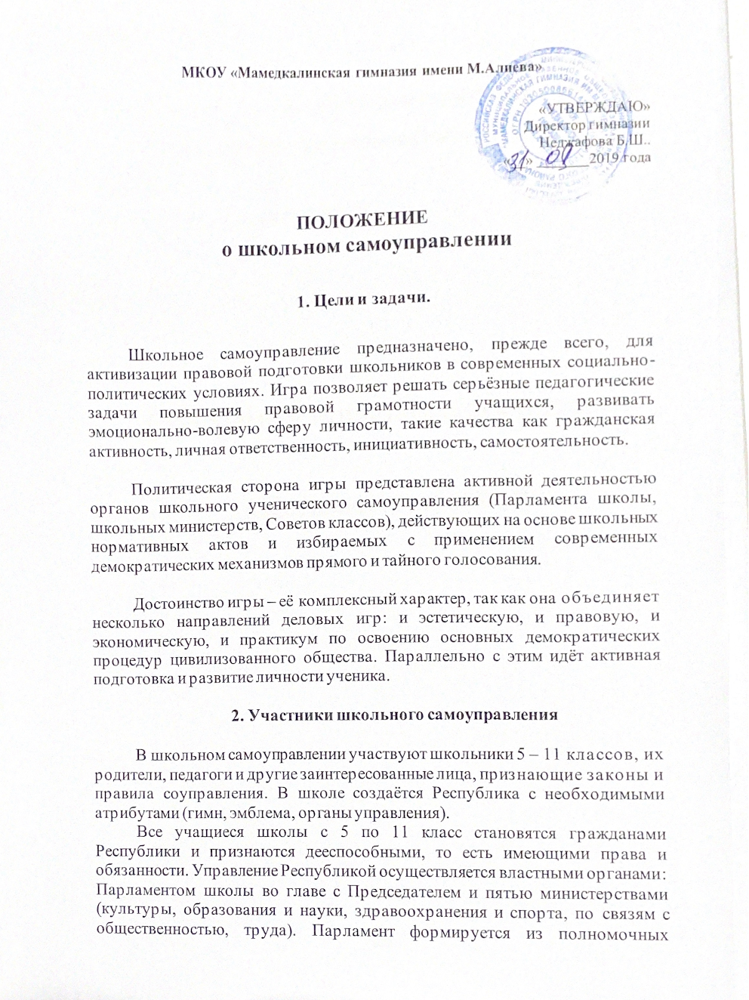 МКОУ «Мамедкалинская гимназия имени М.Алиева»
«УТВЕРЖДАЮ»
Директор гимназии
Неджафова Б.Ш..
«31» 08 2019 года
ПОЛОЖЕНИЕ
о школьном самоуправлении
1. Цели и задачи.
Школьное самоуправление предназначено, прежде всего, для
активизации правовой подготовки школьников в современных социально-
политических условиях. Игра позволяет решать серьёзные педагогические
задачи повышения правовой грамотности учащихся, развивать
эмоционально-волевую сферу личности, такие качества как гражданская
активность, личная ответственность, инициативность, самостоятельность.
Политическая сторона игры представлена активной деятельностью
органов школьного ученического самоуправления (Парламента школы,
школьных министерств, Советов классов), действующих на основе школьных
нормативных актов и избираемых с применением современных
демократических механизмов прямого и тайного голосования.
Достоинство игры – её комплексный характер, так как она объединяет
несколько направлений деловых игр: и эстетическую, и правовую, и
экономическую, и практикум по освоению основных демократических
процедур цивилизованного общества. Параллельно с этим идёт активная
подготовка и развитие личности ученика.
2. Участники школьного самоуправления
В школьном самоуправлении участвуют школьники 5 – 11 классов, их
родители, педагоги и другие заинтересованные лица, признающие законы и
правила соуправления. В школе создаётся Республика с необходимыми
атрибутами (гимн, эмблема, органы управления).
Все учащиеся школы с 5 по 11 класс становятся гражданами
Республики и признаются дееспособными, то есть имеющими права и
обязанности. Управление Республикой осуществляется властными органами:
Парламентом школы во главе с Председателем и пятью министерствами
(культуры, образования и науки, здравоохранения и спорта, по связям с
общественностью, труда). Парламент формируется из полномочных